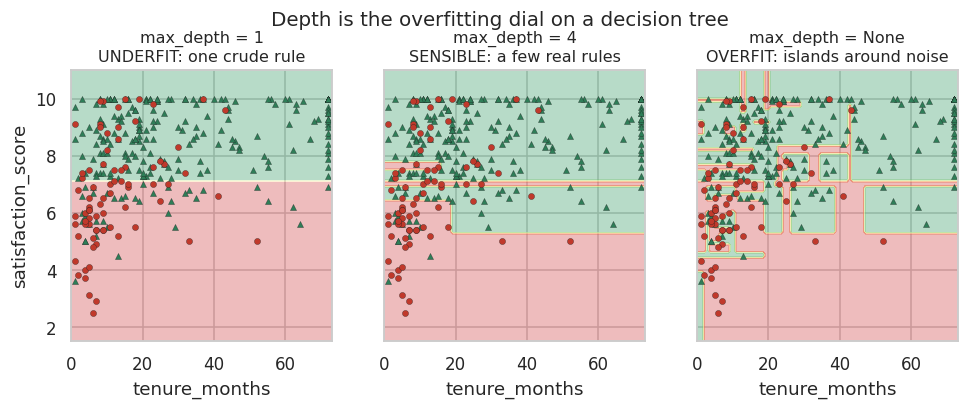 Depth is the overfitting dial on a decision tree
max_depth = 1
UNDERFIT: one crude rule
max_depth = 4
SENSIBLE: a few real rules
max_depth = None
OVERFIT: islands around noise
satisfaction_score
10
8
6
4
2
0
20
40
60
0
20
40
60
0
20
40
60
tenure_months
tenure_months
tenure_months